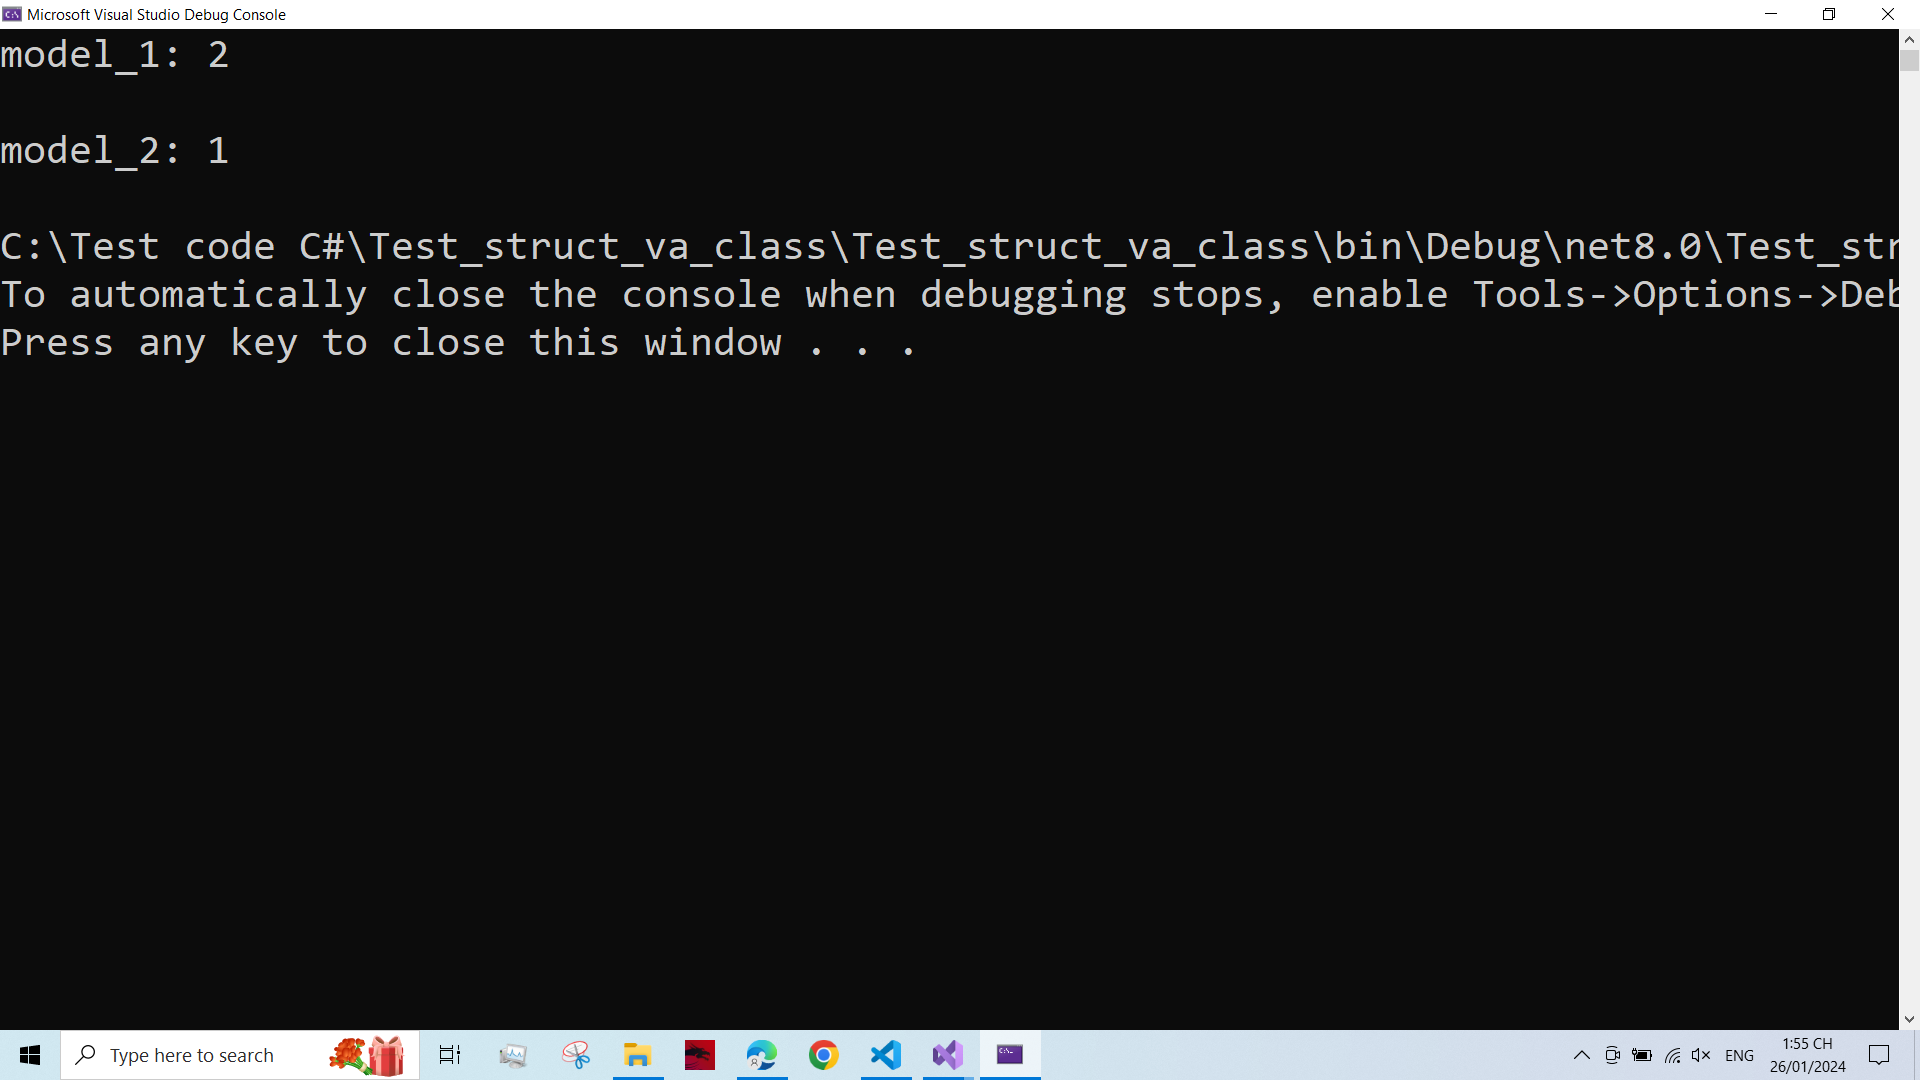 Microsoft Visual Studio Debug Console
model_1: 2
model_2: 1
C:\Test code C#\Test_struct_va_class\Test_struct_va_class\bin\Debug\net8.0\Test_str
To automatically close the console when debugging stops, enable Tools->Options->Deb
Press any key to close this window . . .
Type here to search
ENG
1:55 CH
26/01/2024